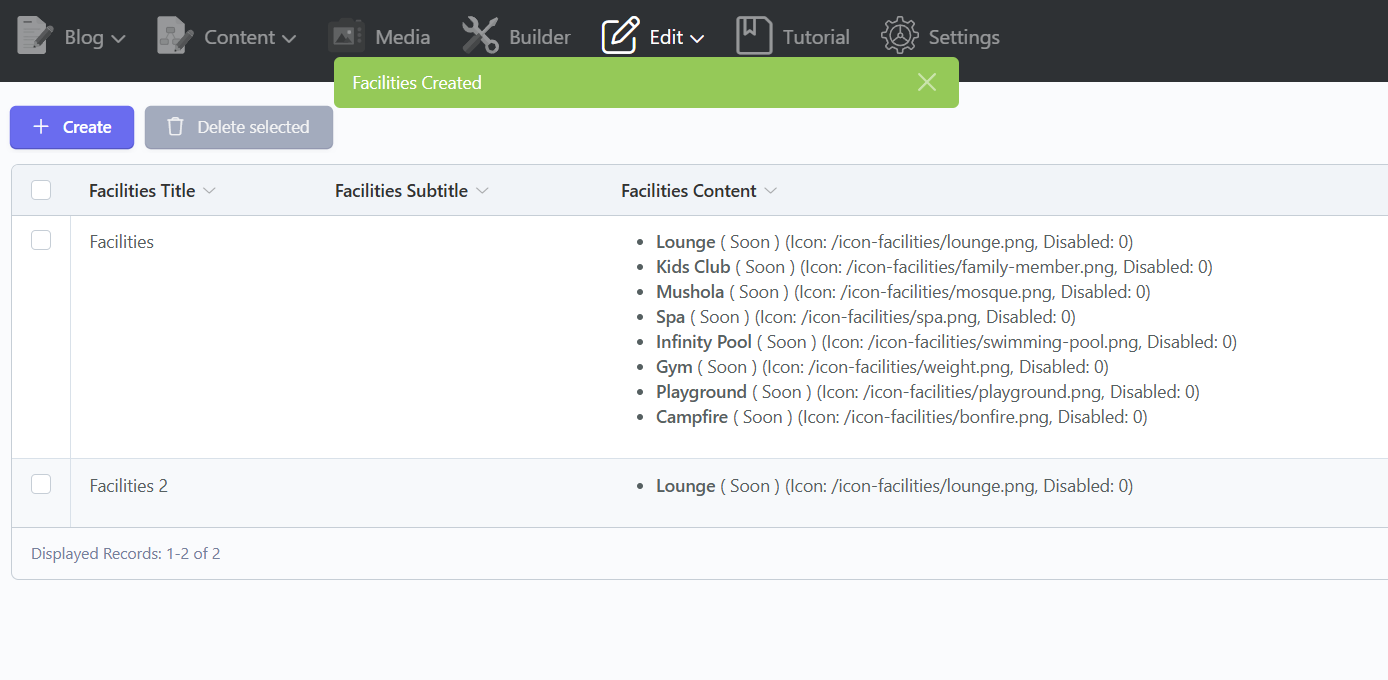 Blog Content Media Builder Edit Tutorial Settings
Facilities Created
Create Delete selected
Facilities Title Facilities Subtitle Facilities Content
Facilities
Lounge ( Soon ) (Icon: /icon-facilities/lounge.png, Disabled: 0)
Kids Club ( Soon ) (Icon: /icon-facilities/family-member.png, Disabled: 0)
Mushola ( Soon ) (Icon: /icon-facilities/mosque.png, Disabled: 0)
Spa ( Soon ) (Icon: /icon-facilities/spa.png, Disabled: 0)
Infinity Pool ( Soon ) (Icon: /icon-facilities/swimming-pool.png, Disabled: 0)
Gym ( Soon ) (Icon: /icon-facilities/weight.png, Disabled: 0)
Playground ( Soon ) (Icon: /icon-facilities/playground.png, Disabled: 0)
Campfire ( Soon ) (Icon: /icon-facilities/bonfire.png, Disabled: 0)
Facilities 2
Lounge ( Soon ) (Icon: /icon-facilities/lounge.png, Disabled: 0)
Displayed Records: 1-2 of 2